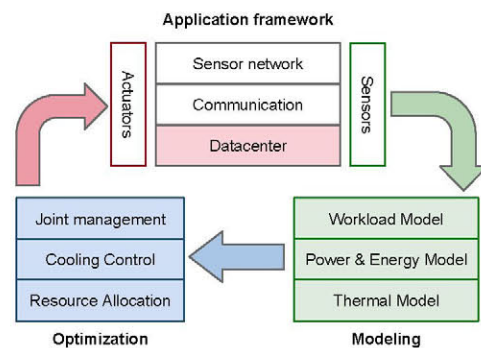 Application framework
Actuators
Sensor network
Communication
Datacenter
Sensors
Joint management
Cooling Control
Resource Allocation
Optimization
Workload Model
Power & Energy Model
Thermal Model
Modeling